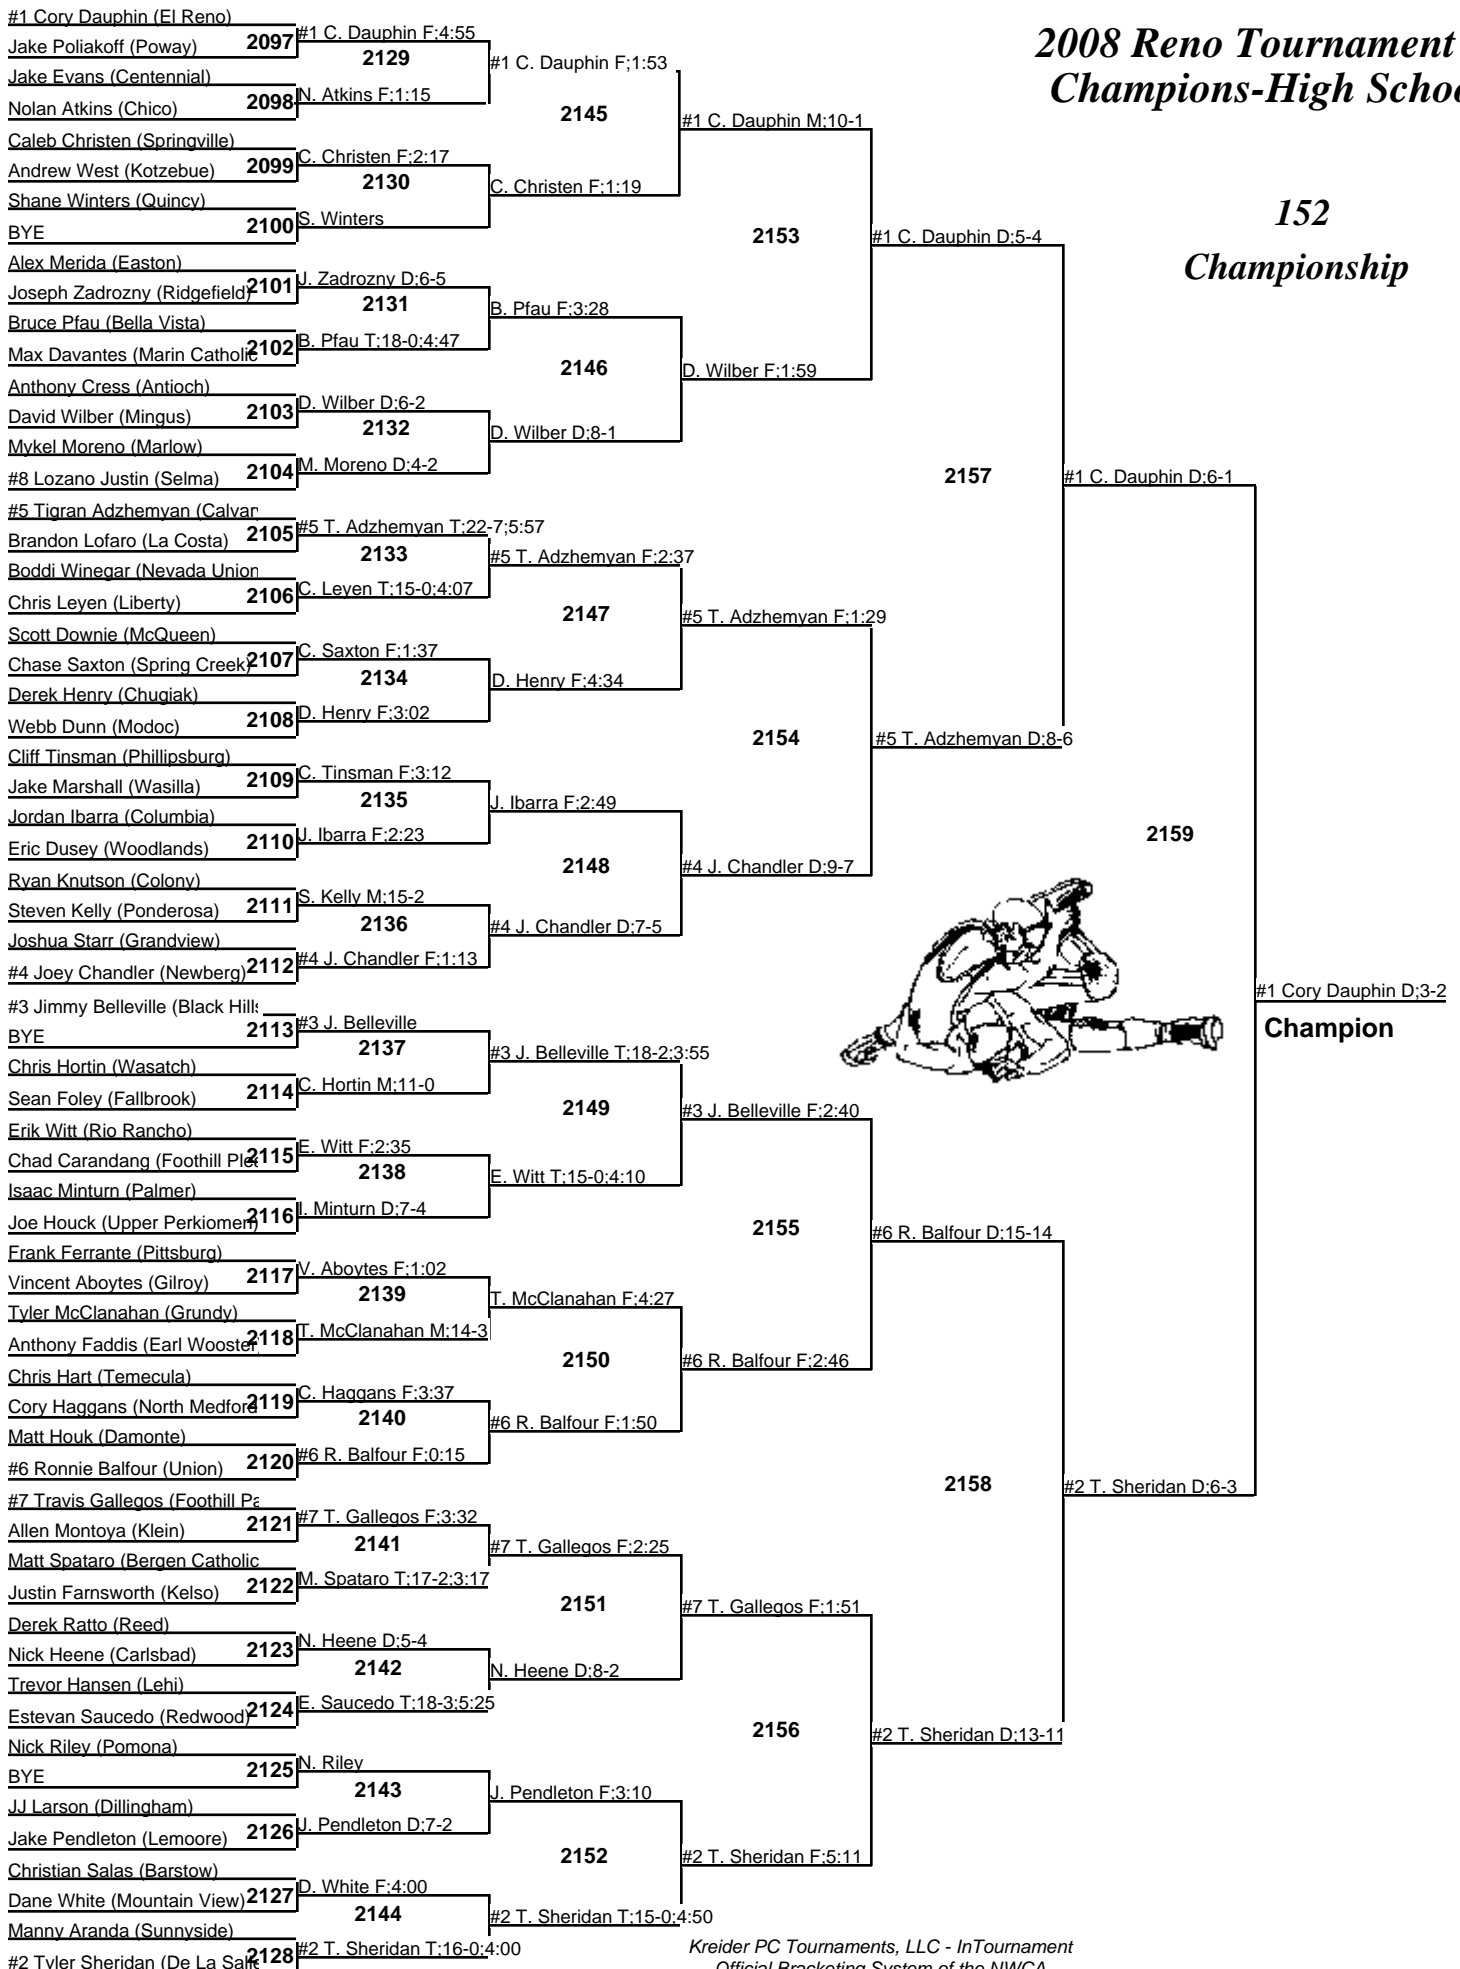 2008 Reno Tournament
Champions-High Schoo
152
Championship
#1 Cory Dauphin (El Reno)
Jake Poliakoff (Poway)
Jake Evans (Centennial)
Nolan Atkins (Chico)
Caleb Christen (Springville)
Andrew West (Kotzebue)
Shane Winters (Quincy)
BYE
Alex Merida (Easton)
Joseph Zadrozny (Ridgefield)
Bruce Pfau (Bella Vista)
Max Davantes (Marin Catholic
Anthony Cress (Antioch)
David Wilber (Mingus)
Mykel Moreno (Marlow)
#8 Lozano Justin (Selma)
#5 Tigran Adzhemyan (Calvary
Brandon Lofaro (La Costa)
Boddi Winegar (Nevada Union
Chris Leyen (Liberty)
Scott Downie (McQueen)
Chase Saxton (Spring Creek)
Derek Henry (Chugiak)
Webb Dunn (Modoc)
Cliff Tinsman (Phillipsburg)
Jake Marshall (Wasilla)
Jordan Ibarra (Columbia)
Eric Dusey (Woodlands)
Ryan Knutson (Colony)
Steven Kelly (Ponderosa)
Joshua Starr (Grandview)
#4 Joey Chandler (Newberg)
#3 Jimmy Belleville (Black Hills
BYE
Chris Hortin (Wasatch)
Sean Foley (Fallbrook)
Erik Witt (Rio Rancho)
Chad Carandang (Foothill Plea
Isaac Minturn (Palmer)
Joe Houck (Upper Perkiomen)
Frank Ferrante (Pittsburg)
Vincent Aboytes (Gilroy)
Tyler McClanahan (Grundy)
Anthony Faddis (Earl Wooster
Chris Hart (Temecula)
Cory Haggans (North Medford
Matt Houk (Damonte)
#6 Ronnie Balfour (Union)
#7 Travis Gallegos (Foothill Pa
Allen Montoya (Klein)
Matt Spataro (Bergen Catholic
Justin Farnsworth (Kelso)
Derek Ratto (Reed)
Nick Heene (Carlsbad)
Trevor Hansen (Lehi)
Estevan Saucedo (Redwood)
Nick Riley (Pomona)
BYE
JJ Larson (Dillingham)
Jake Pendleton (Lemoore)
Christian Salas (Barstow)
Dane White (Mountain View)
Manny Aranda (Sunnyside)
#2 Tyler Sheridan (De La Salle
2097
2098
2099
2100
2101
2102
2103
2104
2105
2106
2107
2108
2109
2110
2111
2112
2113
2114
2115
2116
2117
2118
2119
2120
2121
2122
2123
2124
2125
2126
2127
2128
#1 C. Dauphin F;4:55
2129
N. Atkins F;1:15
C. Christen F;2:17
2130
S. Winters
J. Zadrozny D;6-5
2131
B. Pfau T;18-0;4:47
D. Wilber D;6-2
2132
M. Moreno D;4-2
#5 T. Adzhemyan T;22-7;5:57
2133
C. Leyen T;15-0;4:07
C. Saxton F;1:37
2134
D. Henry F;3:02
C. Tinsman F;3:12
2135
J. Ibarra F;2:23
S. Kelly M;15-2
2136
#4 J. Chandler F;1:13
#3 J. Belleville
2137
C. Hortin M;11-0
E. Witt F;2:35
2138
I. Minturn D;7-4
V. Aboytes F;1:02
2139
T. McClanahan M;14-3
C. Haggans F;3:37
2140
#6 R. Balfour F;0:15
#7 T. Gallegos F;3:32
2141
M. Spataro T;17-2;3:17
N. Heene D;5-4
2142
E. Saucedo T;18-3;5:25
N. Riley
2143
J. Pendleton D;7-2
D. White F;4:00
2144
#2 T. Sheridan T;16-0;4:00
#1 C. Dauphin F;1:53
2145
C. Christen F;1:19
B. Pfau F;3:28
2146
D. Wilber D;8-1
#5 T. Adzhemyan F;2:37
2147
D. Henry F;4:34
J. Ibarra F;2:49
2148
#4 J. Chandler D;7-5
#3 J. Belleville T;18-2;3:55
2149
E. Witt T;15-0;4:10
T. McClanahan F;4:27
2150
#6 R. Balfour F;1:50
#7 T. Gallegos F;2:25
2151
N. Heene D;8-2
J. Pendleton F;3:10
2152
#2 T. Sheridan T;15-0;4:50
#1 C. Dauphin M;10-1
2153
D. Wilber F;1:59
#5 T. Adzhemyan F;1:29
2154
#4 J. Chandler D;9-7
#3 J. Belleville F;2:40
2155
#6 R. Balfour F;2:46
#7 T. Gallegos F;1:51
2156
#2 T. Sheridan F;5:11
#1 C. Dauphin D;5-4
2157
#5 T. Adzhemyan D;8-6
#6 R. Balfour D;15-14
2158
#2 T. Sheridan D;13-11
#1 C. Dauphin D;6-1
2159
#2 T. Sheridan D;6-3
#1 Cory Dauphin D;3-2
Champion
Kreider PC Tournaments, LLC - InTournament
Official Bracketing System of the NWCA